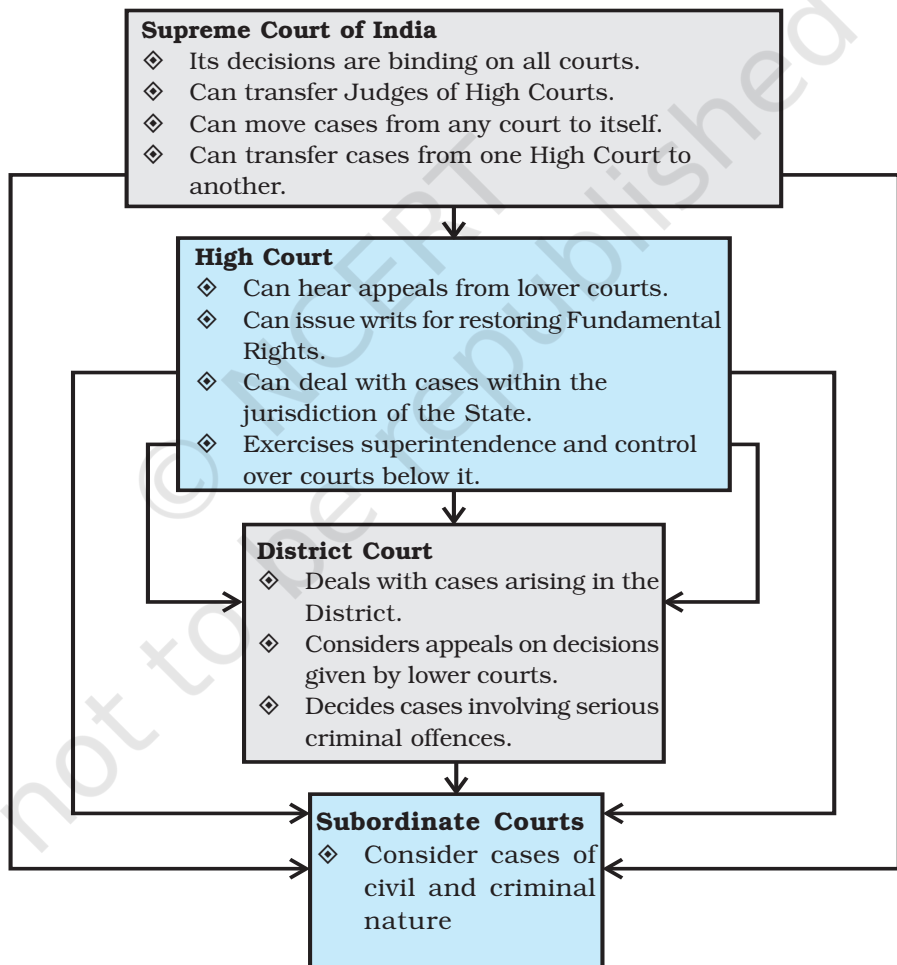 Supreme Court of India
◈ Its decisions are binding on all courts.
◈ Can transfer Judges of High Courts.
◈ Can move cases from any court to itself.
◈ Can transfer cases from one High Court to
another.
High Court
◈ Can hear appeals from lower courts.
◈ Can issue writs for restoring Fundamental
Rights.
◈ Can deal with cases within the
jurisdiction of the State.
◈ Exercises superintendence and control
over courts below it.
District Court
◈ Deals with cases arising in the
District.
◈ Considers appeals on decisions
given by lower courts.
◈ Decides cases involving serious
criminal offences.
Subordinate Courts
◈ Consider cases of
civil and criminal
nature
© NCERT
not to be republished